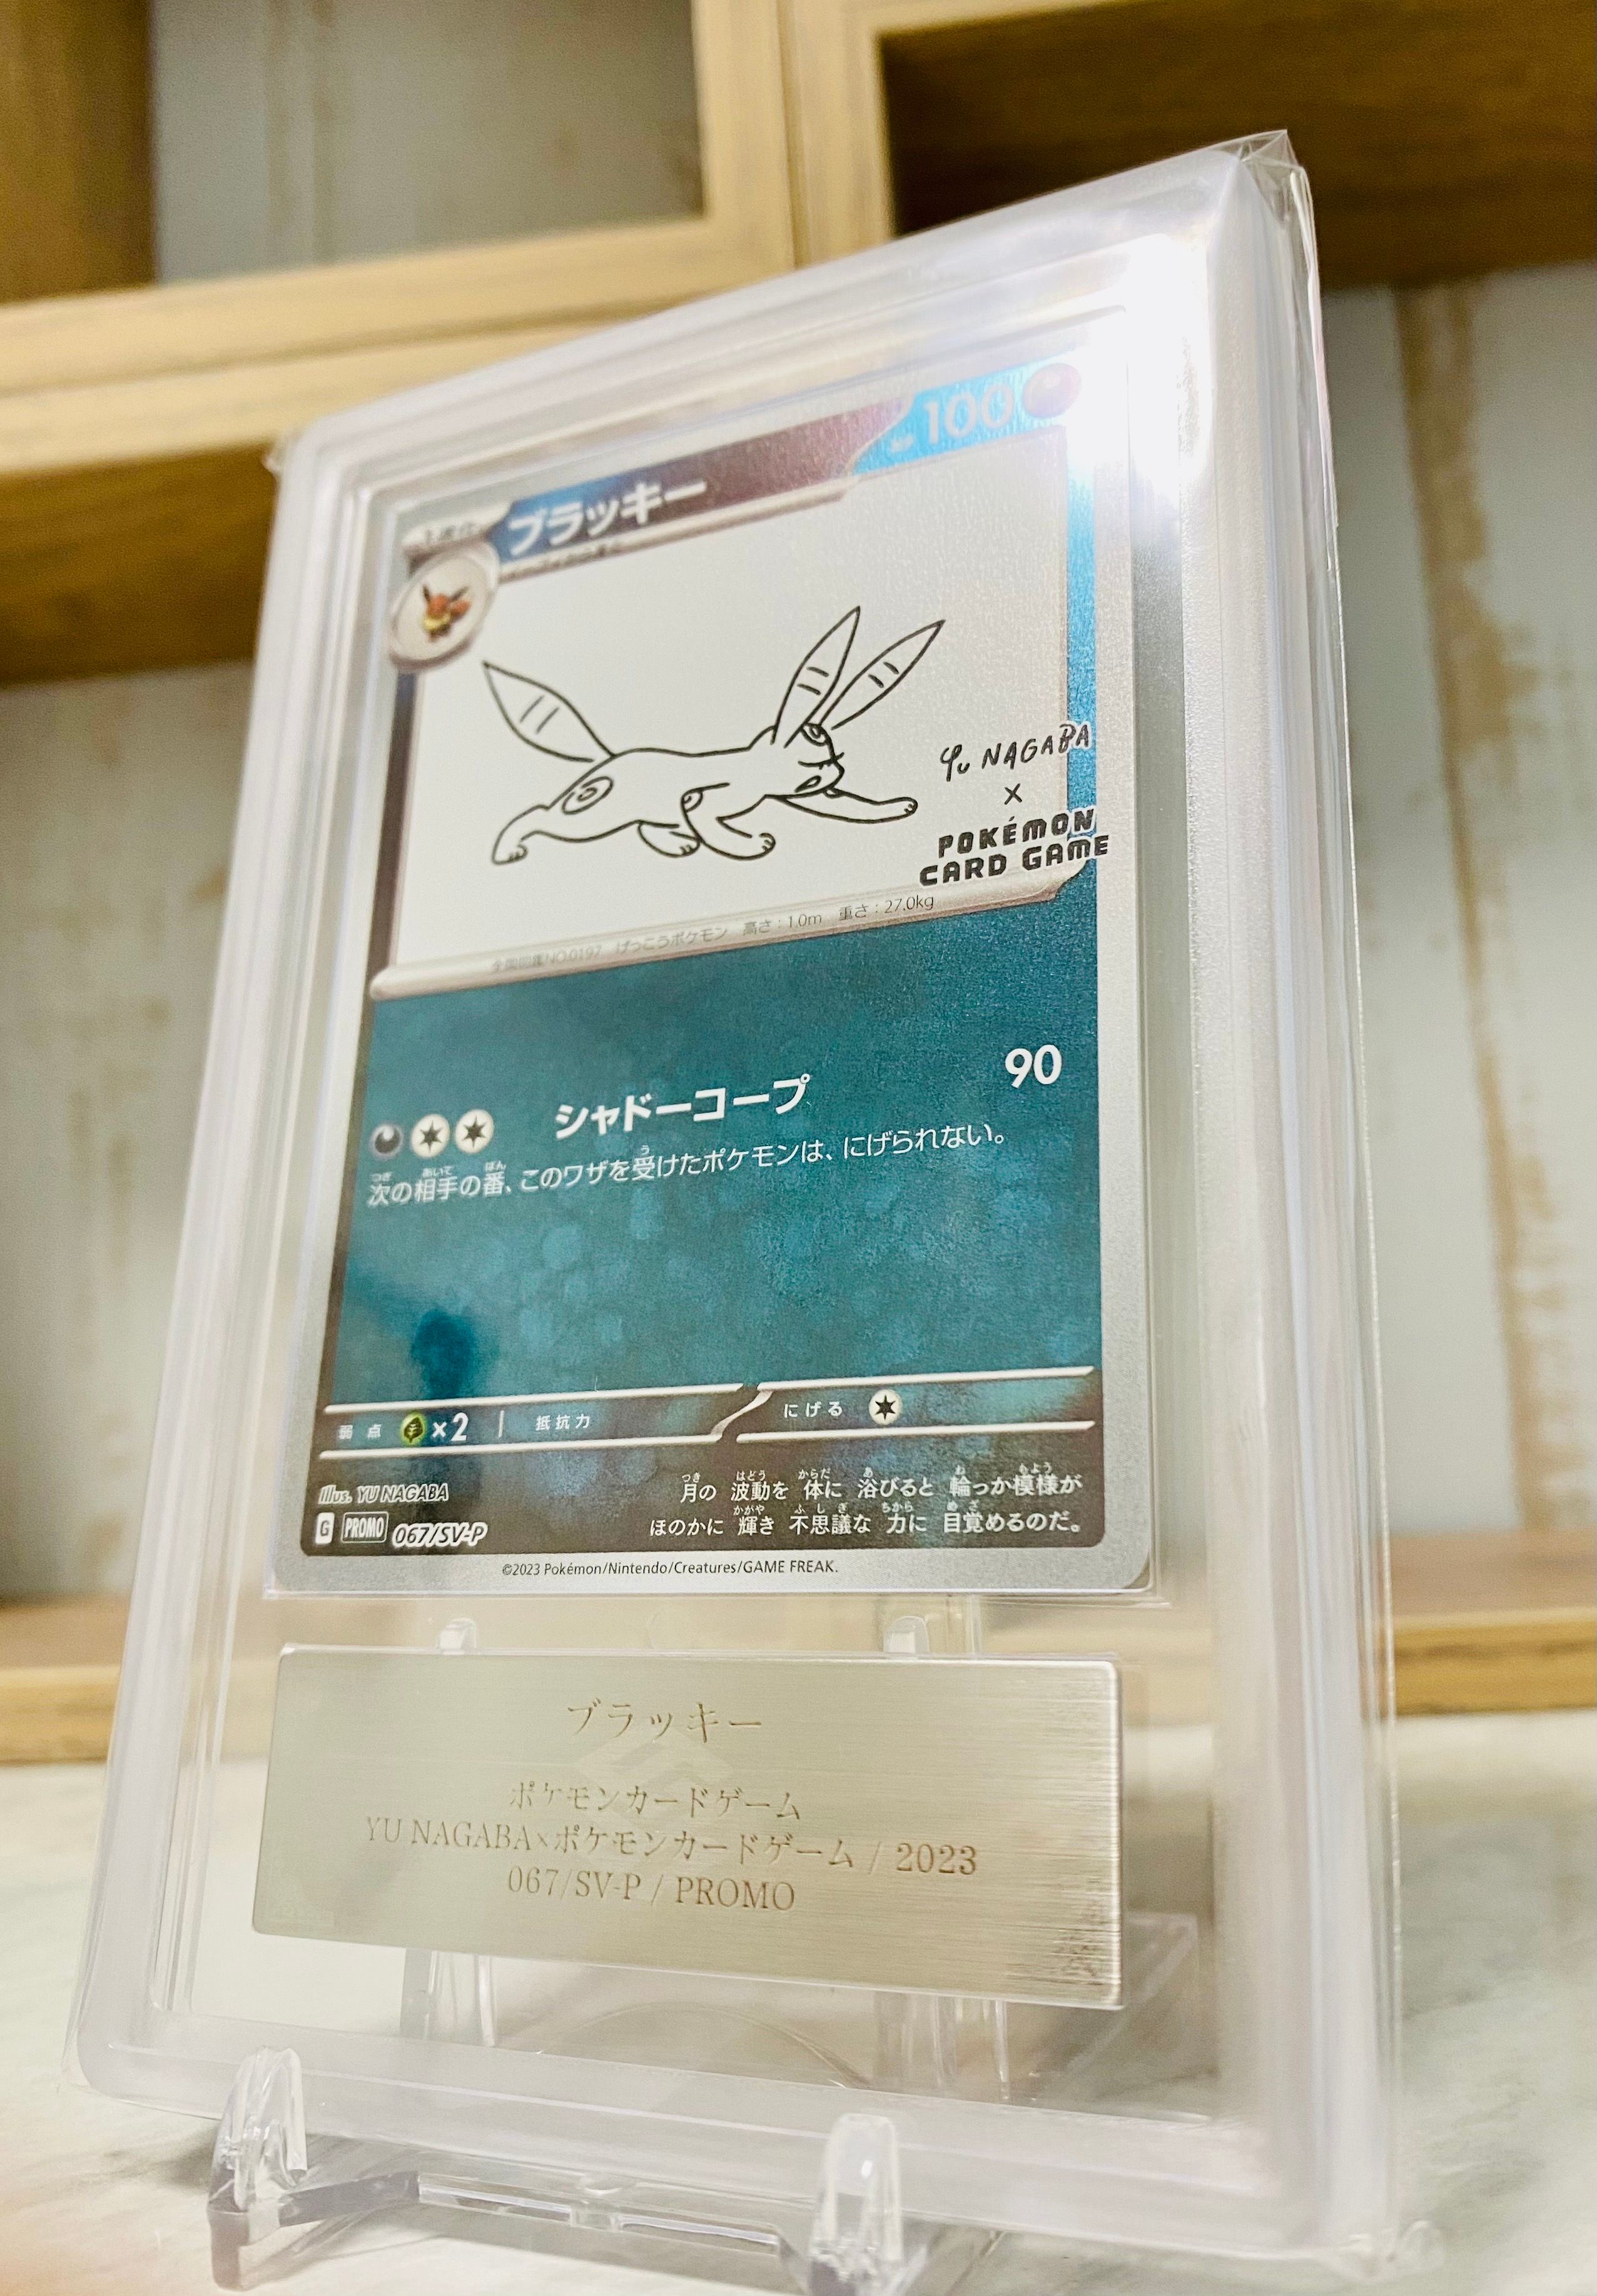 1進化
ブラッキー
100
Yu NAGABA
×
POKÉMON
CARD GAME
全国図鑑NO.0197 げっこうポケモン 高さ:1.0m 重さ:27.0kg
シャドーコープ 90
次の相手の番、このワザを受けたポケモンは、にげられない。
弱点 ×2 抵抗力 にげる
Illus. YU NAGABA
月の 波動を 体に 浴びると 輪っか模様が
ほのかに 輝き 不思議な 力に 目覚めるのだ。
G PROMO 067/SV-P
©2023 Pokémon/Nintendo/Creatures/GAME FREAK.
ブラッキー
ポケモンカードゲーム
YU NAGABA×ポケモンカードゲーム / 2023
067/SV-P / PROMO